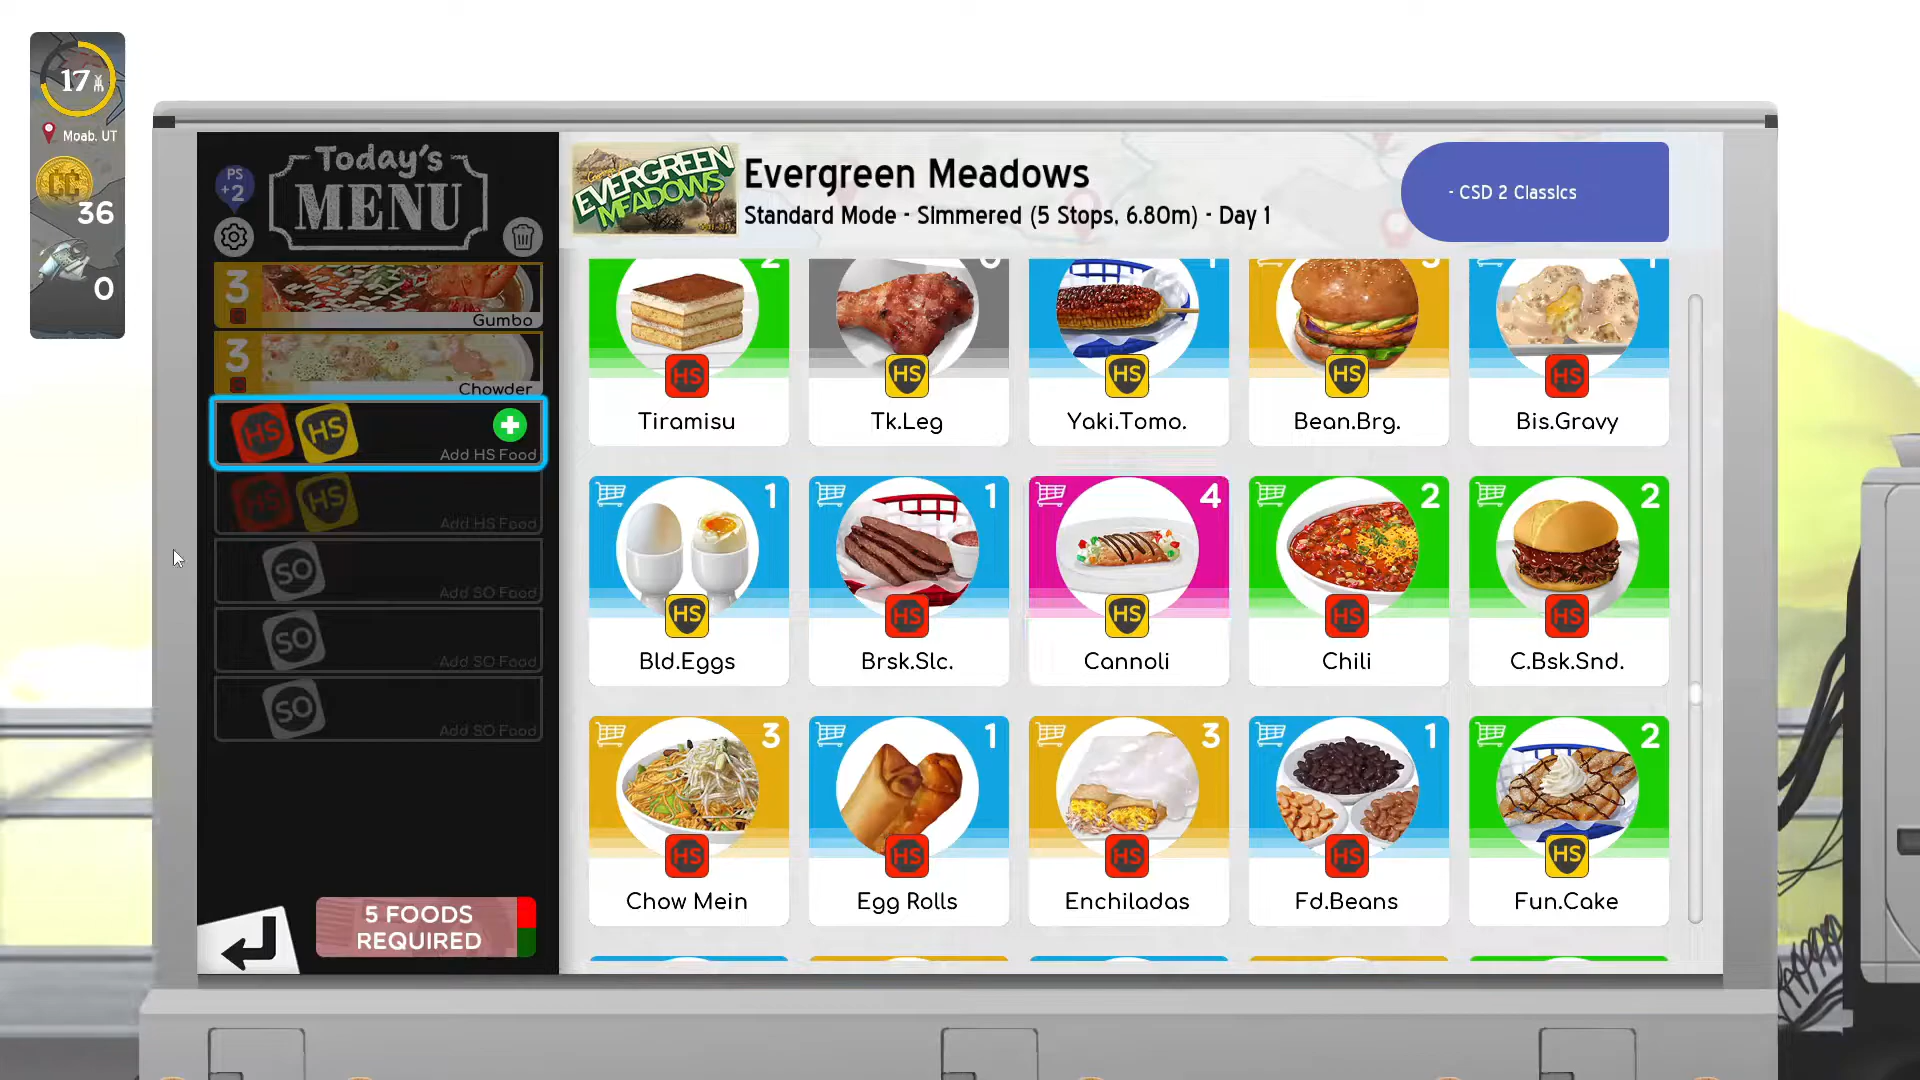 17
Moab, UT
36
0
PS
+2
Today's
MENU
3
Gumbo
3
Chowder
HS HS
Add HS Food
HS HS
Add HS Food
SO
Add SO Food
SO
Add SO Food
SO
Add SO Food
5 FOODS
REQUIRED
EVERGREEN
MEADOWS
Evergreen Meadows
Standard Mode - Simmered (5 Stops, 6.80m) - Day 1
- CSD 2 Classics
HS HS HS HS HS
Tiramisu Tk.Leg Yaki.Tomo. Bean.Brg. Bis.Gravy
1 1 4 2 2
HS HS HS HS HS
Bld.Eggs Brsk.Slc. Cannoli Chili C.Bsk.Snd.
3 1 3 1 2
HS HS HS HS HS
Chow Mein Egg Rolls Enchiladas Fd.Beans Fun.Cake